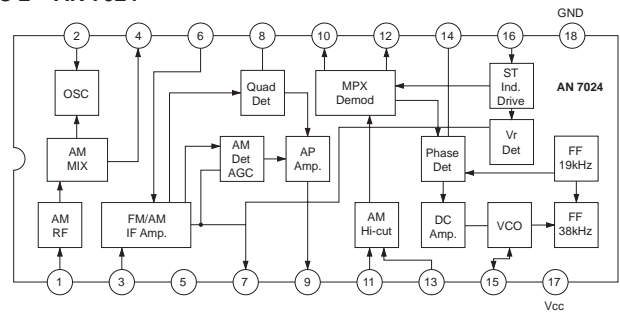 GND
2
4
6
8
10
12
14
16
18
OSC
Quad
Det
MPX
Demod
ST
Ind.
Drive
AN 7024
AM
MIX
AM
Det
AGC
AP
Amp.
Phase
Det
Vr
Det
FF
19kHz
AM
RF
FM/AM
IF Amp.
AM
Hi-cut
DC
Amp.
VCO
FF
38kHz
1
3
5
7
9
11
13
15
17
Vcc